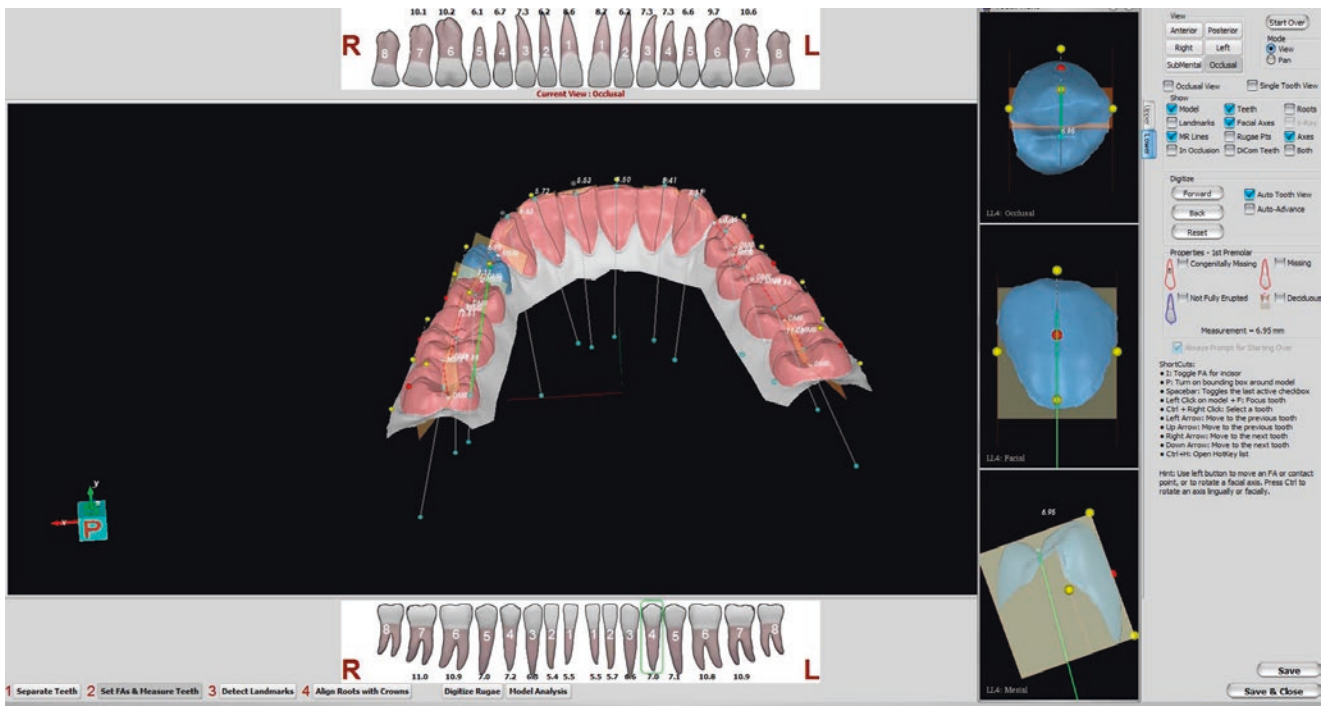 10.1 10.2 6.1 6.7 7.3 6.2 8.6 8.7 6.2 7.3 7.3 6.6 9.7 10.6
R L
8 7 6 5 4 3 2 1 1 2 3 4 5 6 7 8
Current View : Occlusal
5.72
5.53
5.41
LL4: Occlusal
6.95
LL4: Facial
6.95
LL4: Mesial
y
P
8 7 6 5 4 3 2 1 1 2 3 4 5 6 7 8
R L
11.0 10.9 7.0 7.2 5.4 5.5 5.5 5.7 6.6 7.0 7.1 10.8 10.9
1 Separate Teeth 2 Set FAs & Measure Teeth 3 Detect Landmarks 4 Align Roots with Crowns Digitize Rugae Model Analysis
View
Anterior Posterior
Right Left
SubMental Occlusal
Start Over
Mode
View
Pan
Occlusal View Single Tooth View
Upper
Lower
Show
Model Teeth Roots
Landmarks Facial Axes X-Ray
MR Lines Rugae Pts Axes
In Occlusion DiCom Teeth Both
Digitize
Forward Auto Tooth View
Back Auto-Advance
Reset
Properties - 1st Premolar
Congenitally Missing Missing
Not Fully Erupted Deciduous
Measurement = 6.95 mm
Always Prompt for Starting Over
ShortCuts:
• I: Toggle FA for incisor
• P: Turn on bounding box around model
• Spacebar: Toggles the last active checkbox
• Left Click on model + F: Focus tooth
• Ctrl + Right Click: Select a tooth
• Left Arrow: Move to the previous tooth
• Up Arrow: Move to the previous tooth
• Right Arrow: Move to the next tooth
• Down Arrow: Move to the next tooth
• Ctrl+H: Open HotKey list
Hint: Use left button to move an FA or contact
point, or to rotate a facial axis. Press Ctrl to
rotate an axis lingually or facially.
Save
Save & Close